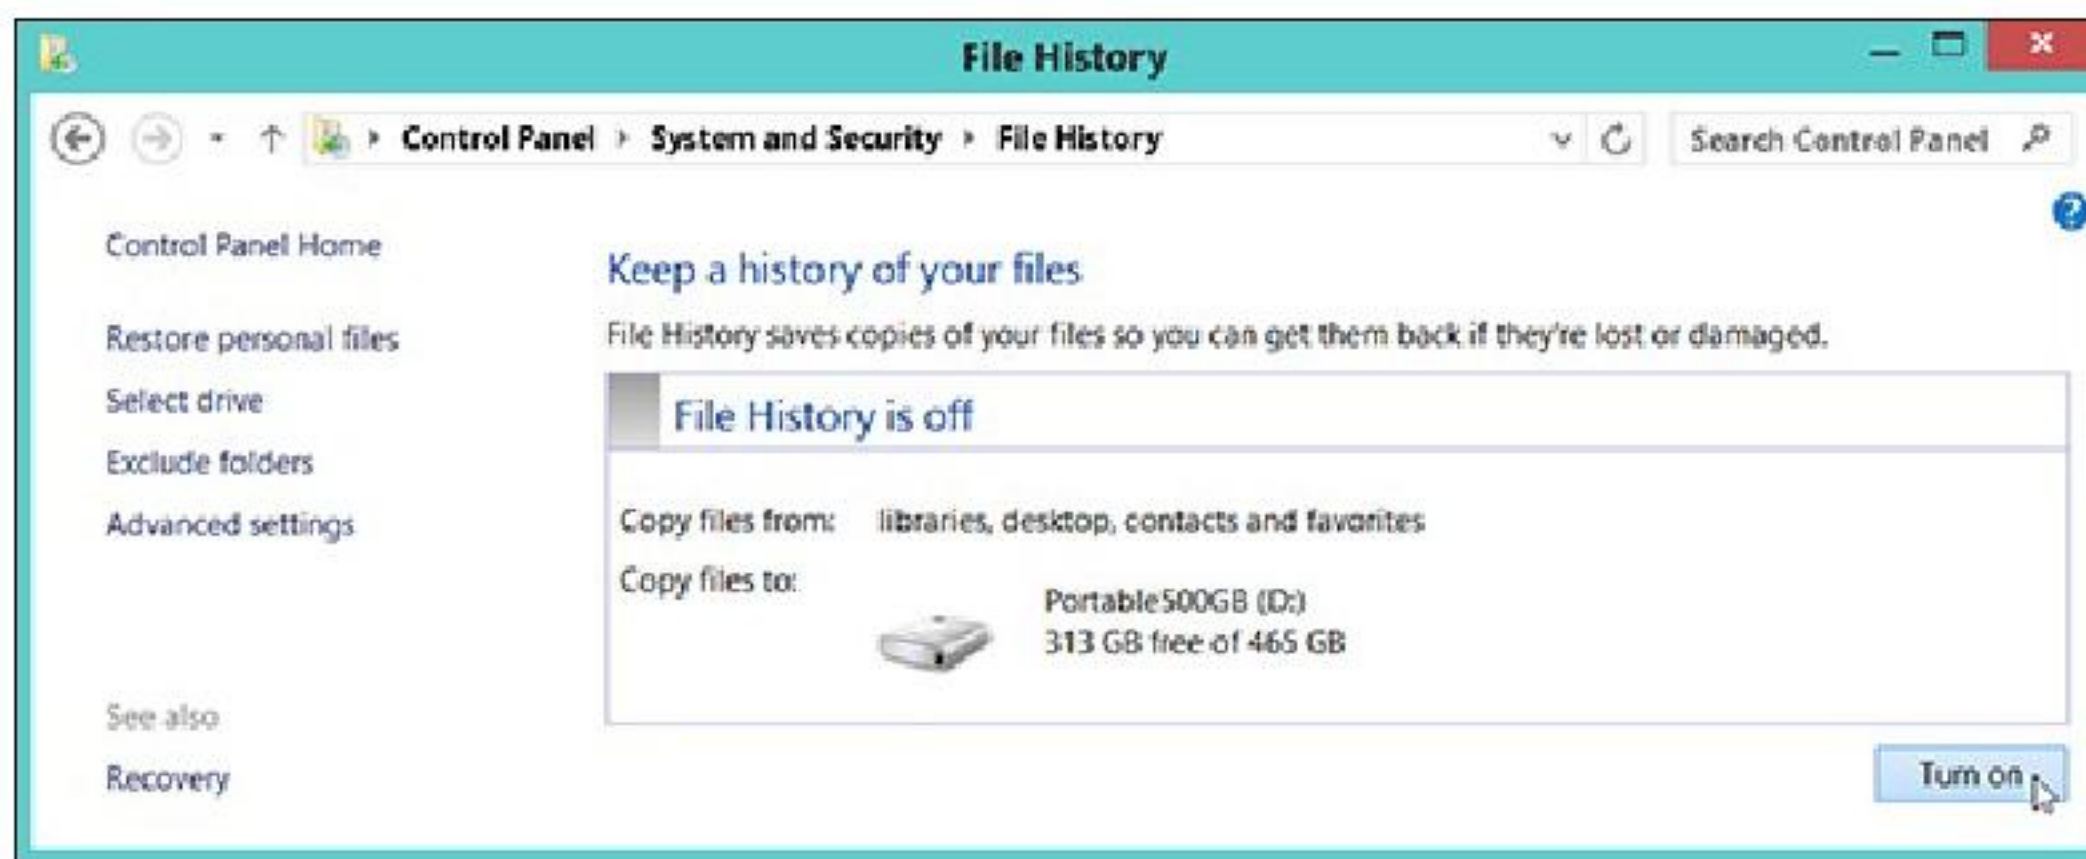 File History
Control Panel System and Security File History
Search Control Panel
Control Panel Home
Restore personal files
Select drive
Exclude folders
Advanced settings
See also
Recovery
Keep a history of your files
File History saves copies of your files so you can get them back if they're lost or damaged.
File History is off
Copy files from: libraries, desktop, contacts and favorites
Copy files to:
Portable500GB (D:)
313 GB free of 465 GB
Turn on